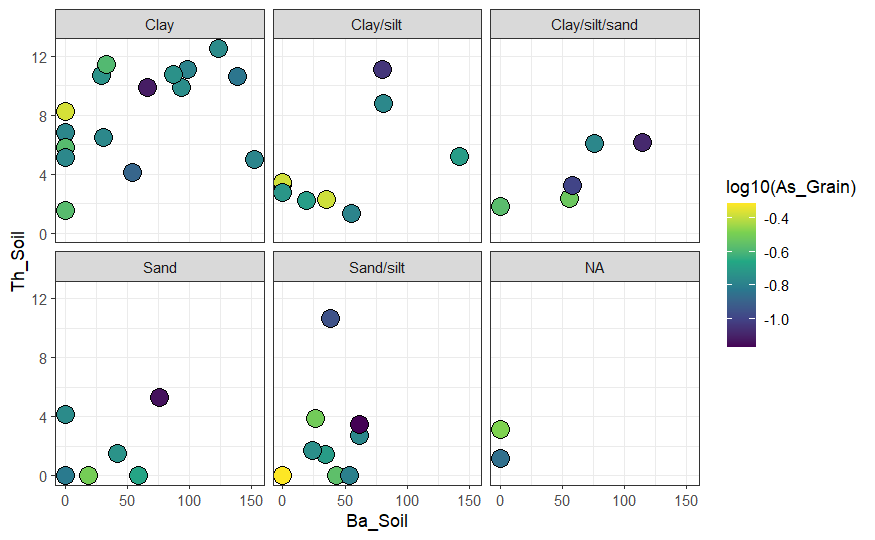 Clay
Clay/silt
Clay/silt/sand
12
8
4
0
Sand
Sand/silt
NA
12
8
4
0
Th_Soil
0 50 100 150
0 50 100 150
0 50 100 150
Ba_Soil
log10(As_Grain)
-0.4
-0.6
-0.8
-1.0